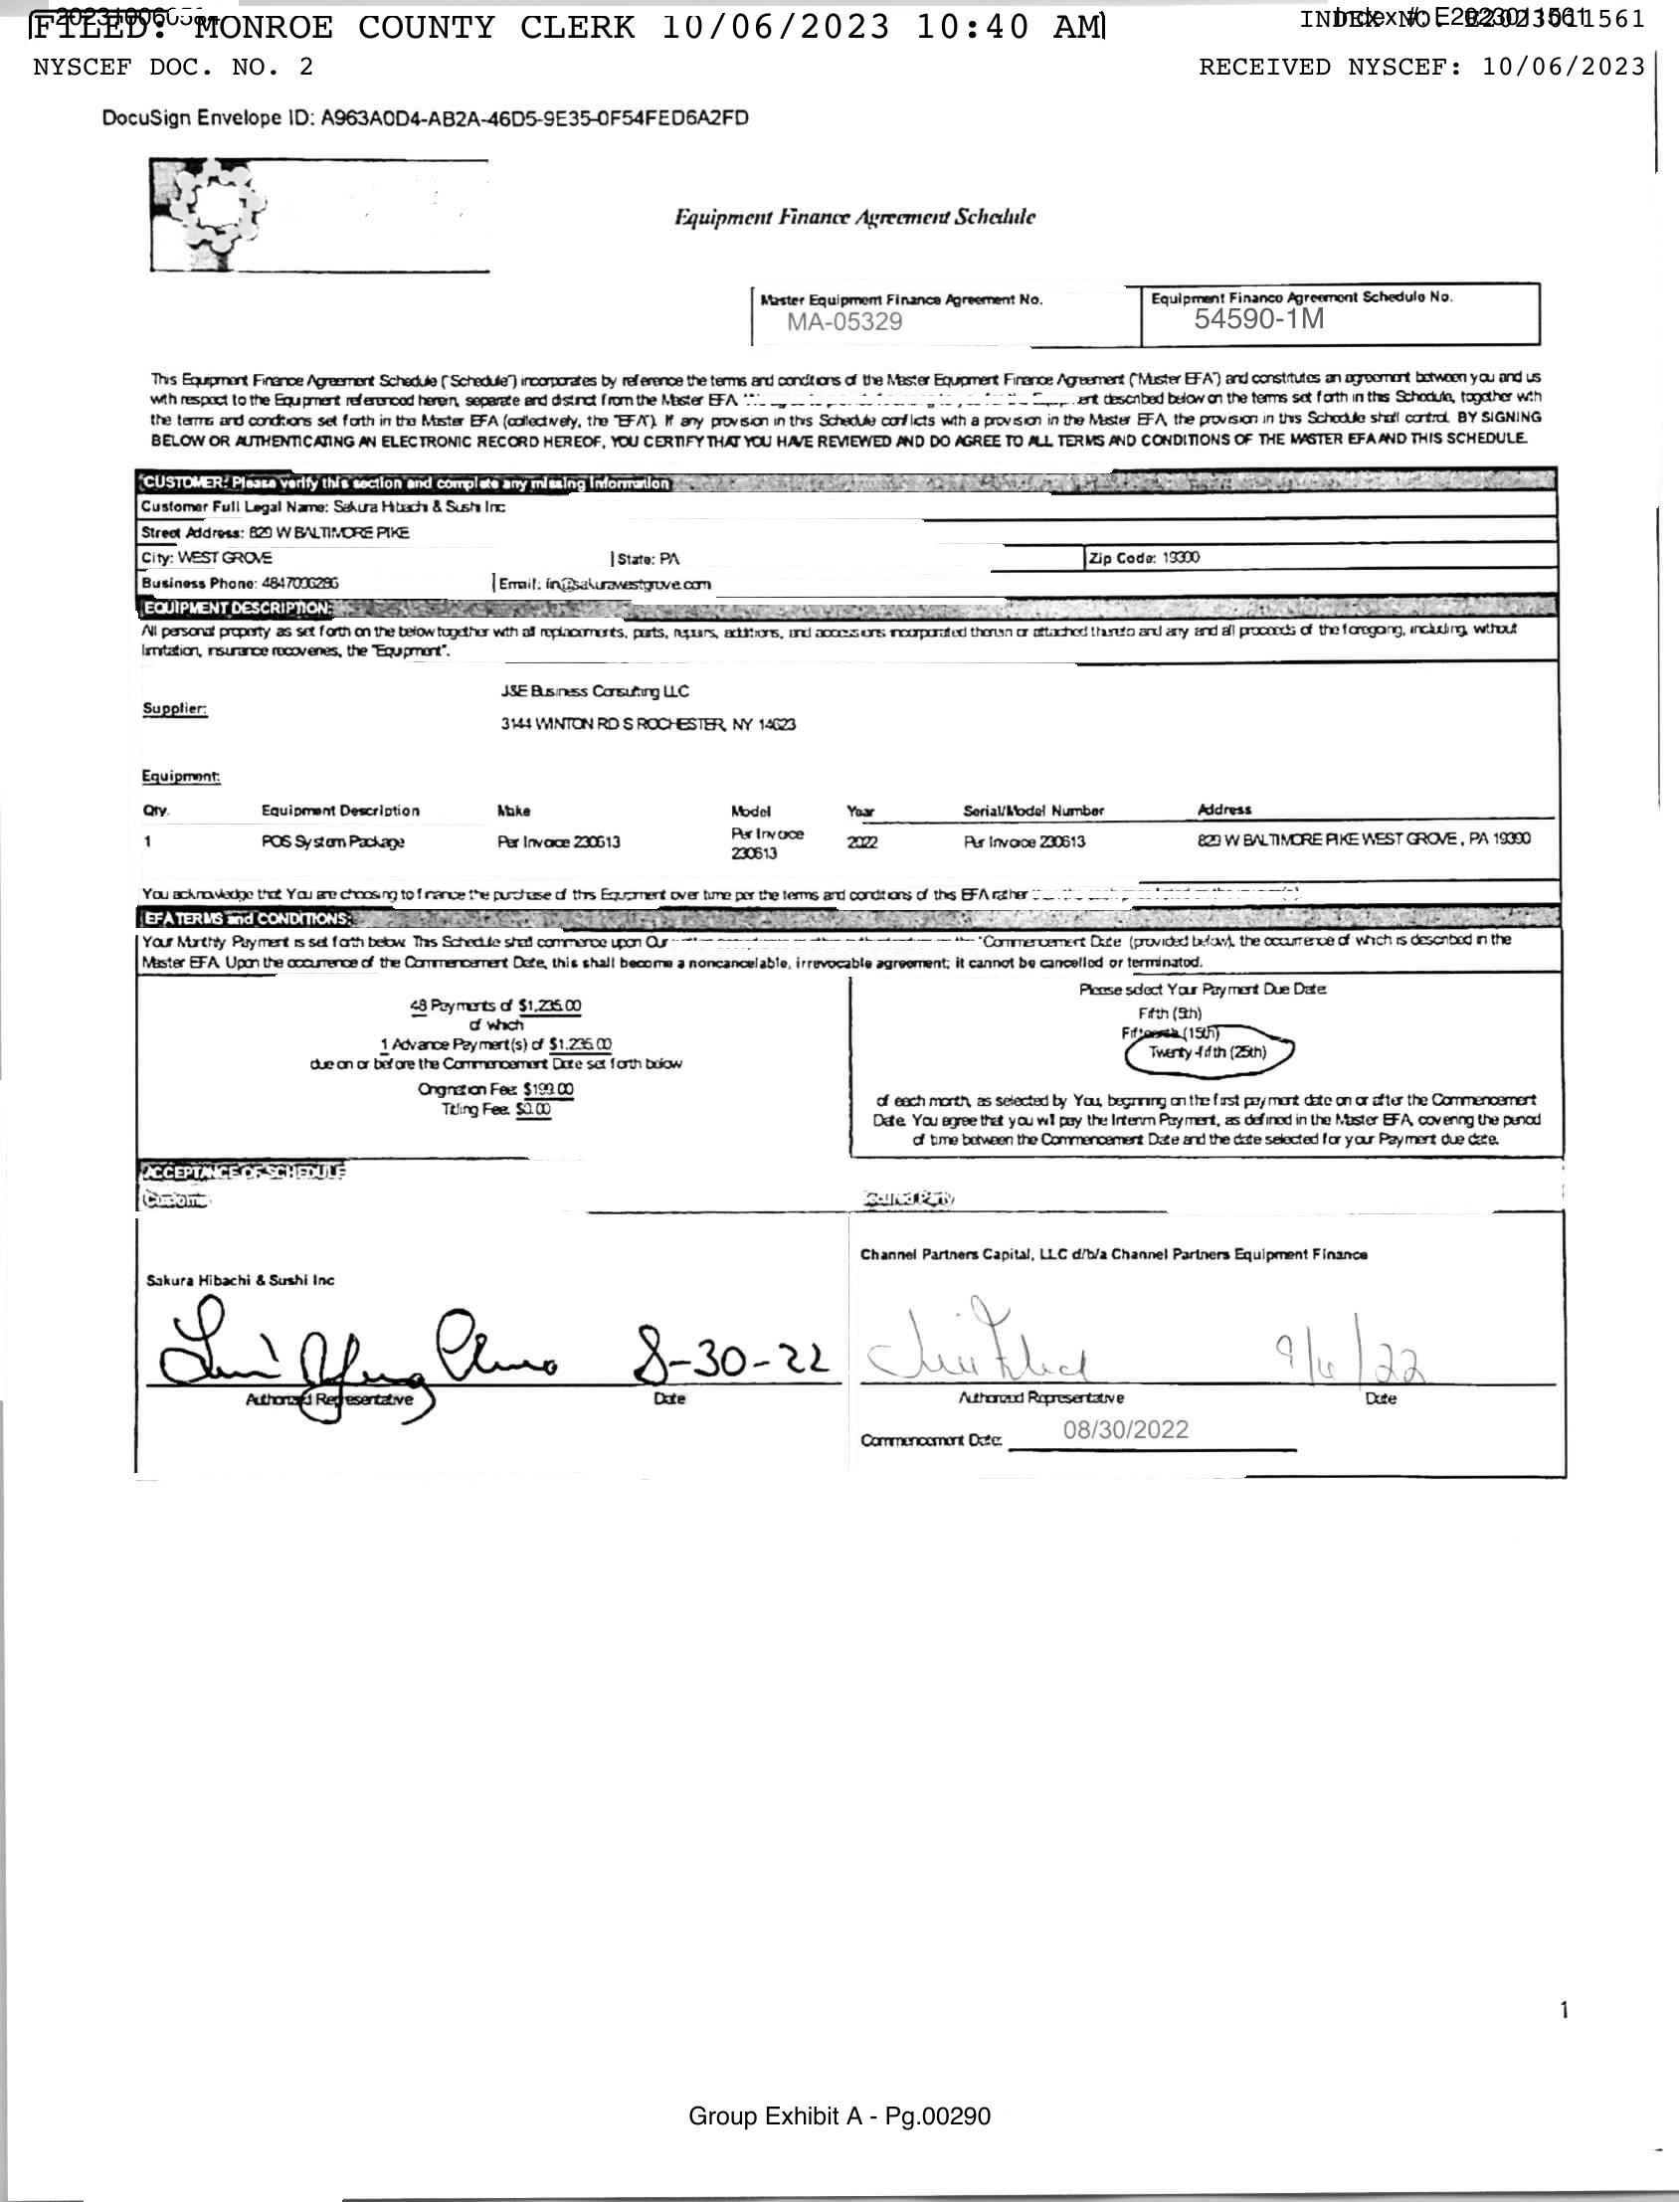 FILED: MONROE COUNTY CLERK 10/06/2023 10:40 AM
INDEX NO. E2023011561
NYSCEF DOC. NO. 2
RECEIVED NYSCEF: 10/06/2023
DocuSign Envelope ID: A963A0D4-AB2A-46D5-9E35-0F54FED6A2FD
Equipment Finance Agreement Schedule
Master Equipment Finance Agreement No.
MA-05329
Equipment Finance Agreement Schedule No.
54590-1M
This Equipment Finance Agreement Schedule ("Schedule") incorporates by reference the terms and conditions of the Master Equipment Finance Agreement ("Master EFA") and constitutes an agreement between you and us
with respect to the Equipment referenced herein, separate and distinct from the Master EFA. described below on the terms set forth in this Schedule, together with
the terms and conditions set forth in the Master EFA (collectively, the "EFA"). If any provision in this Schedule conflicts with a provision in the Master EFA, the provision in this Schedule shall control. BY SIGNING
BELOW OR AUTHENTICATING AN ELECTRONIC RECORD HEREOF, YOU CERTIFY THAT YOU HAVE REVIEWED AND DO AGREE TO ALL TERMS AND CONDITIONS OF THE MASTER EFA AND THIS SCHEDULE.
CUSTOMER: Please verify this section and complete any missing information
Customer Full Legal Name: Sakura Hibachi & Sushi Inc
Street Address: 829 W BALTIMORE PIKE
City: WEST GROVE
State: PA
Zip Code: 19390
Business Phone: 4847006286
Email: lin@sakurawestgrove.com
EQUIPMENT DESCRIPTION:
All personal property as set forth on the below together with all replacements, parts, repairs, additions, and accessions incorporated therein or attached thereto and any and all proceeds of the foregoing, including, without
limitation, insurance recoveries, the "Equipment".
Supplier:
J&E Business Consulting LLC
3144 WINTON RD S ROCHESTER, NY 14623
Equipment:
Qty. Equipment Description Make Model Year Serial/Model Number Address
1 POS System Package Per Invoice 230613 Per Invoice 230613 2022 Per Invoice 230613 829 W BALTIMORE PIKE WEST GROVE, PA 19390
You acknowledge that You are choosing to finance the purchase of this Equipment over time per the terms and conditions of this EFA rather
EFA TERMS and CONDITIONS:
Your Monthly Payment is set forth below. This Schedule shall commence upon Our "Commencement Date (provided below), the occurrence of which is described in the
Master EFA. Upon the occurrence of the Commencement Date, this shall become a noncancelable, irrevocable agreement; it cannot be cancelled or terminated.
48 Payments of $1,235.00
of which
1 Advance Payment(s) of $1,235.00
due on or before the Commencement Date set forth below
Origination Fee: $199.00
Titling Fee: $0.00
Please select Your Payment Due Date:
Fifth (5th)
Fifteenth (15th)
Twenty-fifth (25th)
of each month, as selected by You, beginning on the first payment date on or after the Commencement
Date. You agree that you will pay the Interim Payment, as defined in the Master EFA, covering the period
of time between the Commencement Date and the date selected for your Payment due date.
ACCEPTANCE OF SCHEDULE
Customer
Secured Party
Channel Partners Capital, LLC d/b/a Channel Partners Equipment Finance
Sakura Hibachi & Sushi Inc
8-30-22
Authorized Representative
Date
Authorized Representative
Date
Commencement Date: 08/30/2022
1
Group Exhibit A - Pg.00290